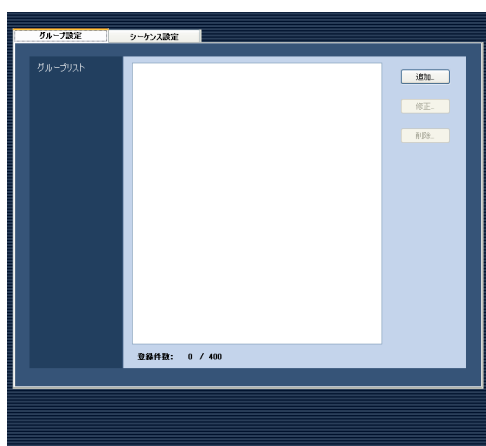 グループ設定
シーケンス設定
グループリスト
追加...
修正...
削除...
登録件数: 0 / 400